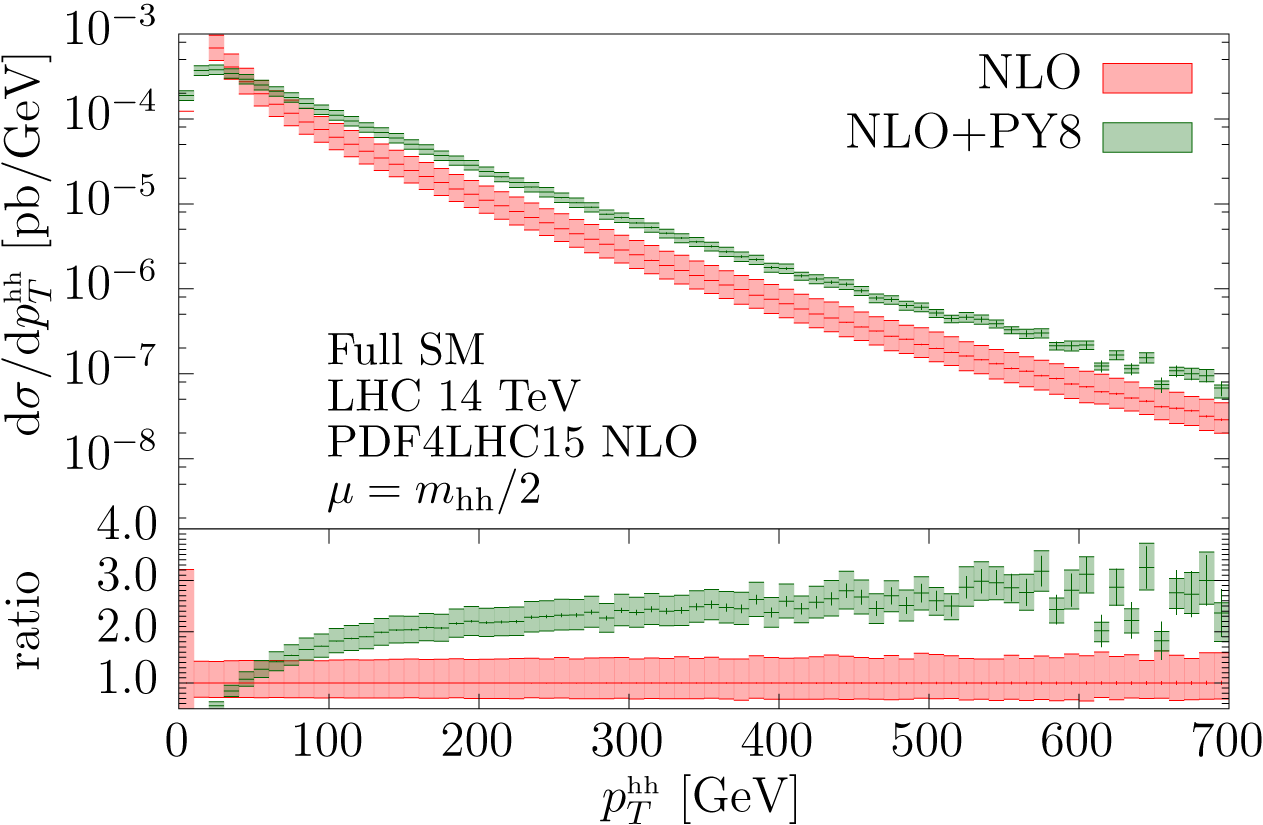 10⁻³
10⁻⁴
10⁻⁵
10⁻⁶
10⁻⁷
10⁻⁸
dσ/dp_T^hh [pb/GeV]
NLO
NLO+PY8
Full SM
LHC 14 TeV
PDF4LHC15 NLO
μ = m_hh/2
4.0
3.0
2.0
1.0
ratio
0 100 200 300 400 500 600 700
p_T^hh [GeV]